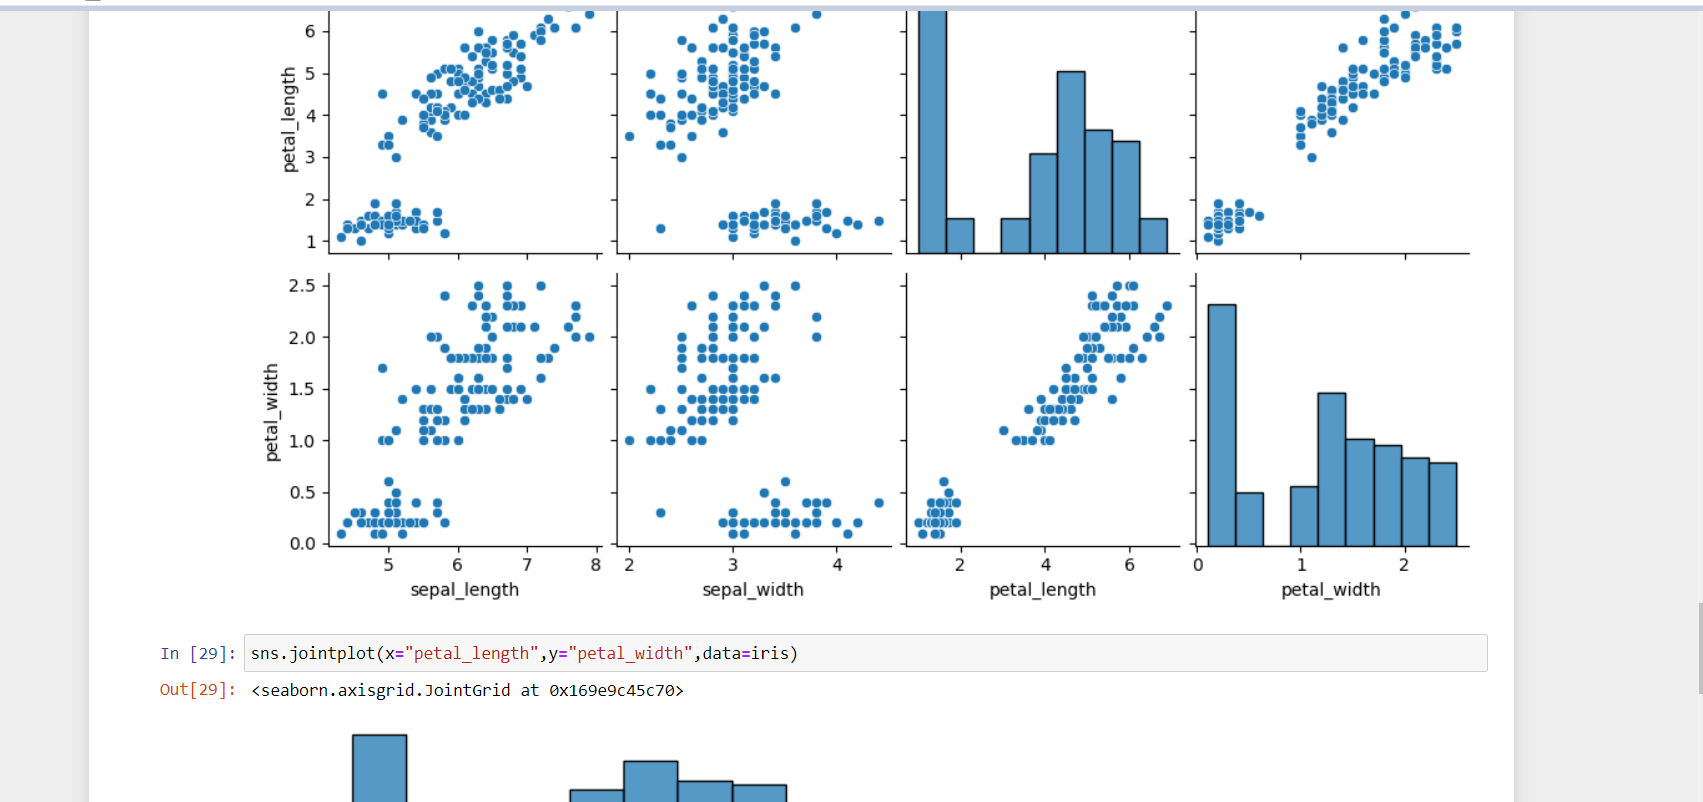 6
5
4
3
2
1
petal_length
2.5
2.0
1.5
1.0
0.5
0.0
petal_width
5 6 7 8 2 3 4 2 4 6 0 1 2
sepal_length sepal_width petal_length petal_width
In [29]: sns.jointplot(x="petal_length",y="petal_width",data=iris)
Out[29]: <seaborn.axisgrid.JointGrid at 0x169e9c45c70>